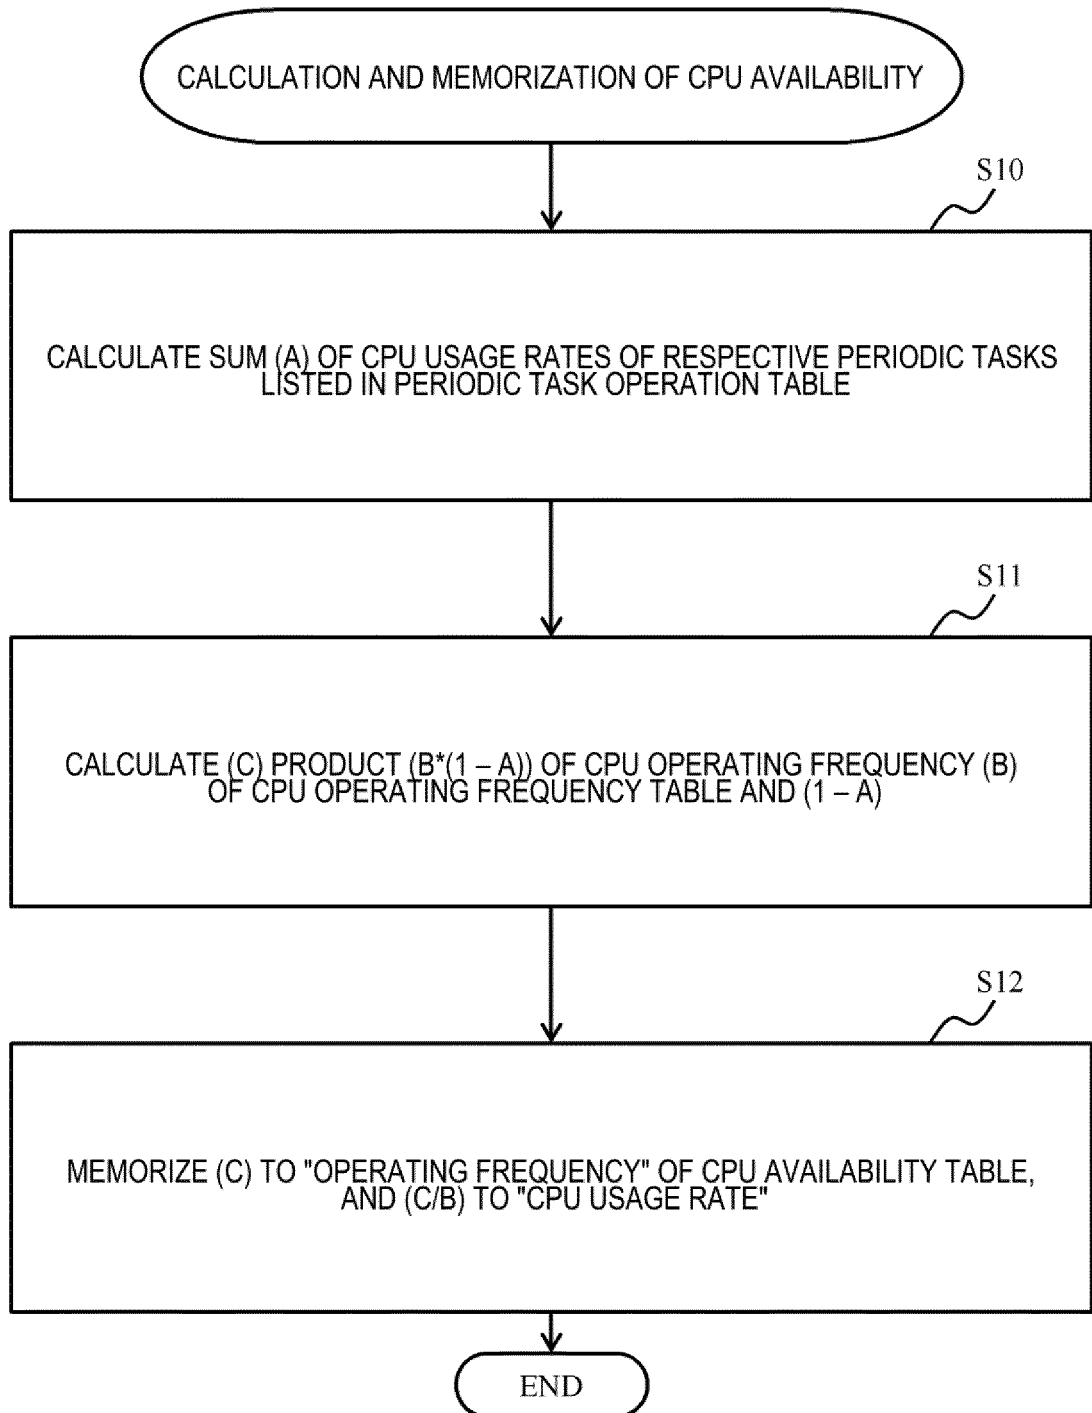 CALCULATION AND MEMORIZATION OF CPU AVAILABILITY
S10
CALCULATE SUM (A) OF CPU USAGE RATES OF RESPECTIVE PERIODIC TASKS
LISTED IN PERIODIC TASK OPERATION TABLE
S11
CALCULATE (C) PRODUCT (B*(1 – A)) OF CPU OPERATING FREQUENCY (B)
OF CPU OPERATING FREQUENCY TABLE AND (1 – A)
S12
MEMORIZE (C) TO "OPERATING FREQUENCY" OF CPU AVAILABILITY TABLE,
AND (C/B) TO "CPU USAGE RATE"
END